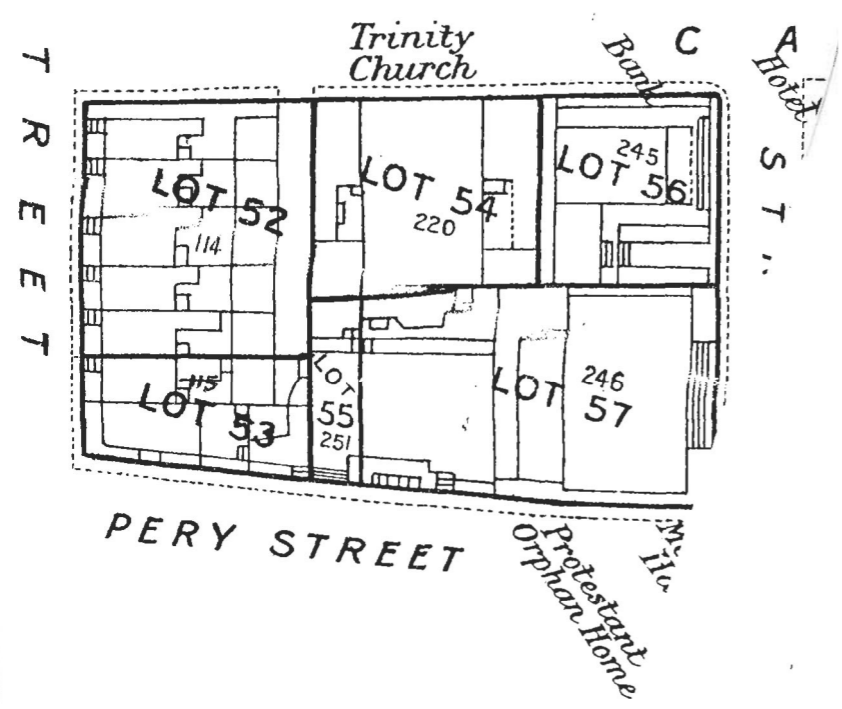 Trinity
Church
Bank
C A
Hotel
S T
T R E E T
LOT 52
114
LOT 54
220
245
LOT 56
115
LOT 53
LOT
55
251
LOT 57
246
PERY STREET
Protestant
Orphan Home